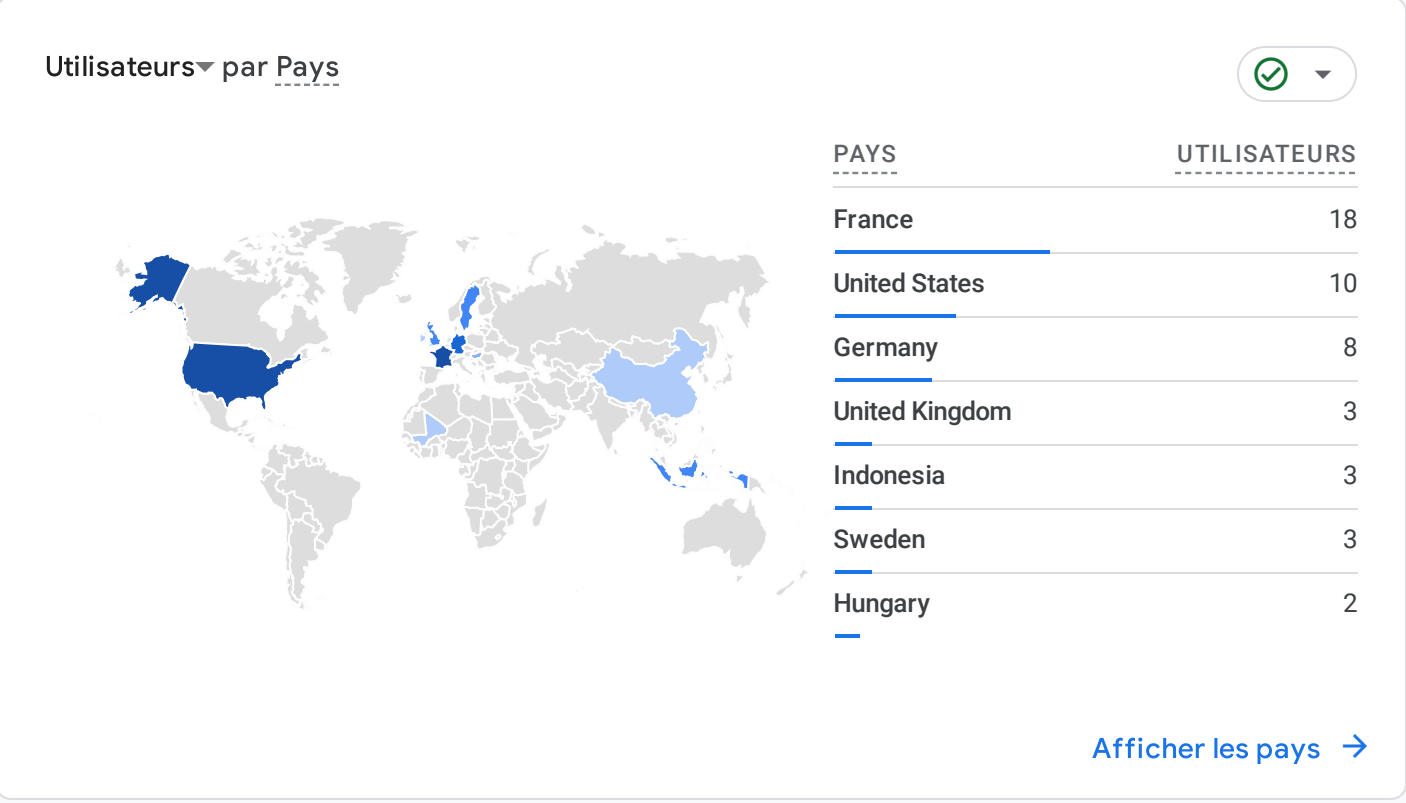 Utilisateurs par Pays
PAYS UTILISATEURS
France 18
United States 10
Germany 8
United Kingdom 3
Indonesia 3
Sweden 3
Hungary 2
Afficher les pays